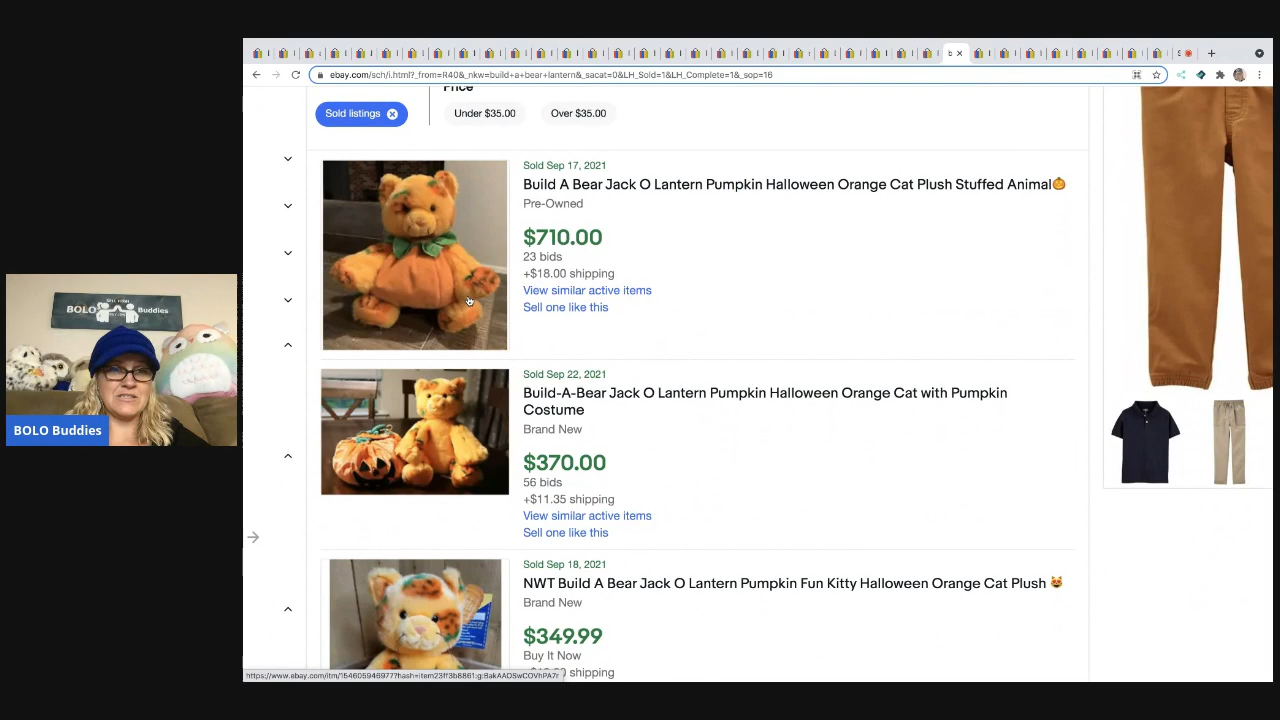 ebay.com/sch/i.html?_from=R40&_nkw=build+a+bear+lantern&_sacat=0&LH_Sold=1&LH_Complete=1&_sop=16
Price
Sold listings
Under $35.00
Over $35.00
Sold Sep 17, 2021
Build A Bear Jack O Lantern Pumpkin Halloween Orange Cat Plush Stuffed Animal🎃
Pre-Owned
$710.00
23 bids
+$18.00 shipping
View similar active items
Sell one like this
Sold Sep 22, 2021
Build-A-Bear Jack O Lantern Pumpkin Halloween Orange Cat with Pumpkin
Costume
Brand New
$370.00
56 bids
+$11.35 shipping
View similar active items
Sell one like this
Sold Sep 18, 2021
NWT Build A Bear Jack O Lantern Pumpkin Fun Kitty Halloween Orange Cat Plush 😻
Brand New
$349.99
Buy It Now
shipping
BOLO Buddies
BOLO Buddies